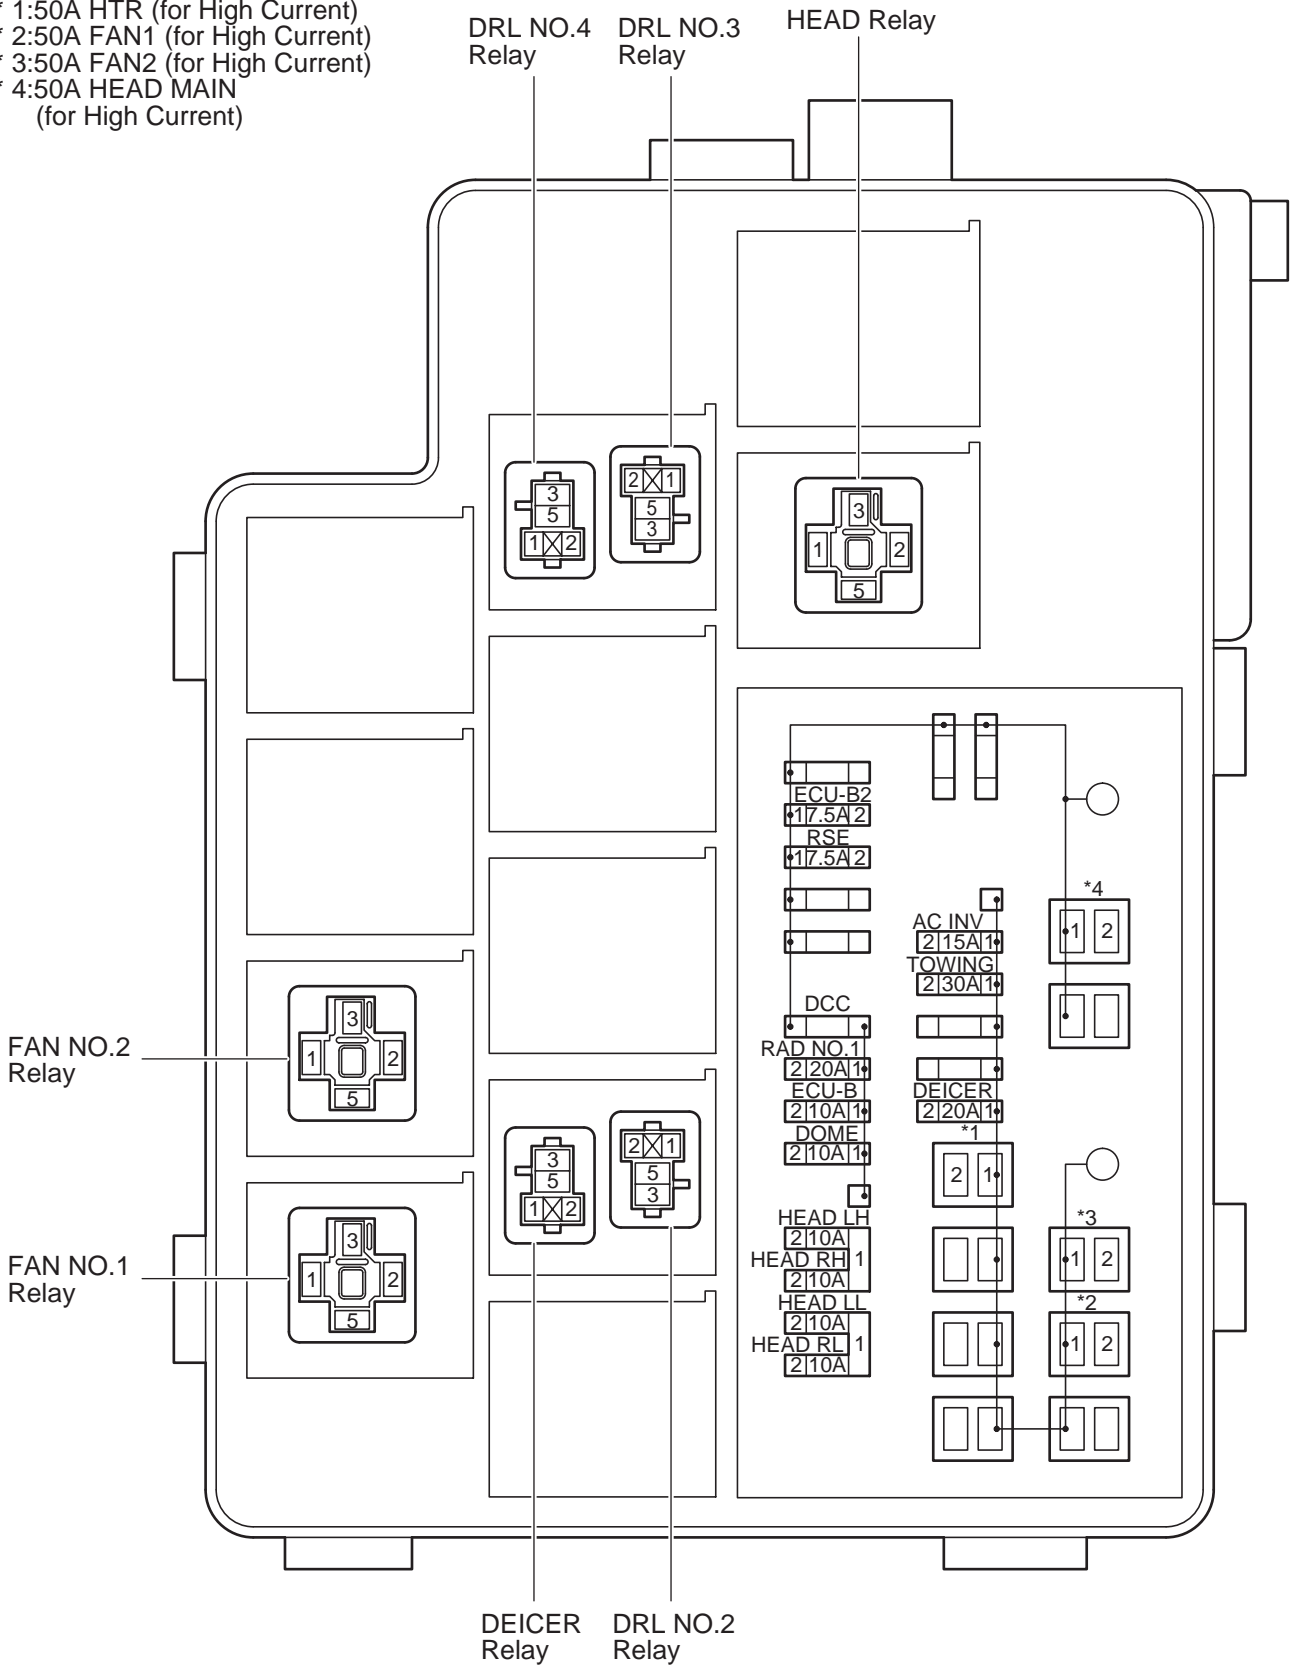 * 1:50A HTR (for High Current)
* 2:50A FAN1 (for High Current)
* 3:50A FAN2 (for High Current)
* 4:50A HEAD MAIN
(for High Current)
DRL NO.4
Relay
DRL NO.3
Relay
HEAD Relay
3
5
1 2
2 1
5
3
3
1 2
5
ECU-B2
1 7.5A 2
RSE
1 7.5A 2
*4
1 2
AC INV
2 15A 1
TOWING
2 30A 1
DCC
RAD NO.1
2 20A 1
ECU-B
2 10A 1
DOME
2 10A 1
DEICER
2 20A 1
*1
2 1
HEAD LH
2 10A
HEAD RH 1
2 10A
HEAD LL
2 10A
HEAD RL 1
2 10A
*3
1 2
*2
1 2
FAN NO.2
Relay
3
1 2
5
3
5
1 2
2 1
5
3
FAN NO.1
Relay
3
1 2
5
DEICER
Relay
DRL NO.2
Relay